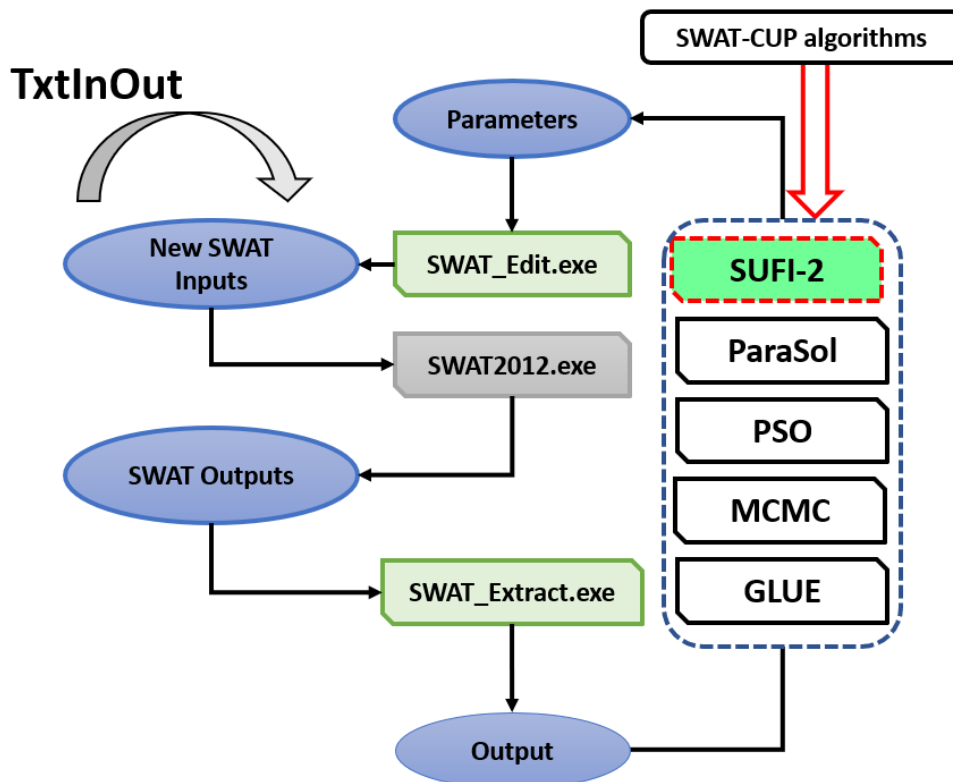 SWAT-CUP algorithms
TxtInOut
Parameters
New SWAT
Inputs
SWAT_Edit.exe
SUFI-2
SWAT2012.exe
ParaSol
PSO
SWAT Outputs
MCMC
SWAT_Extract.exe
GLUE
Output